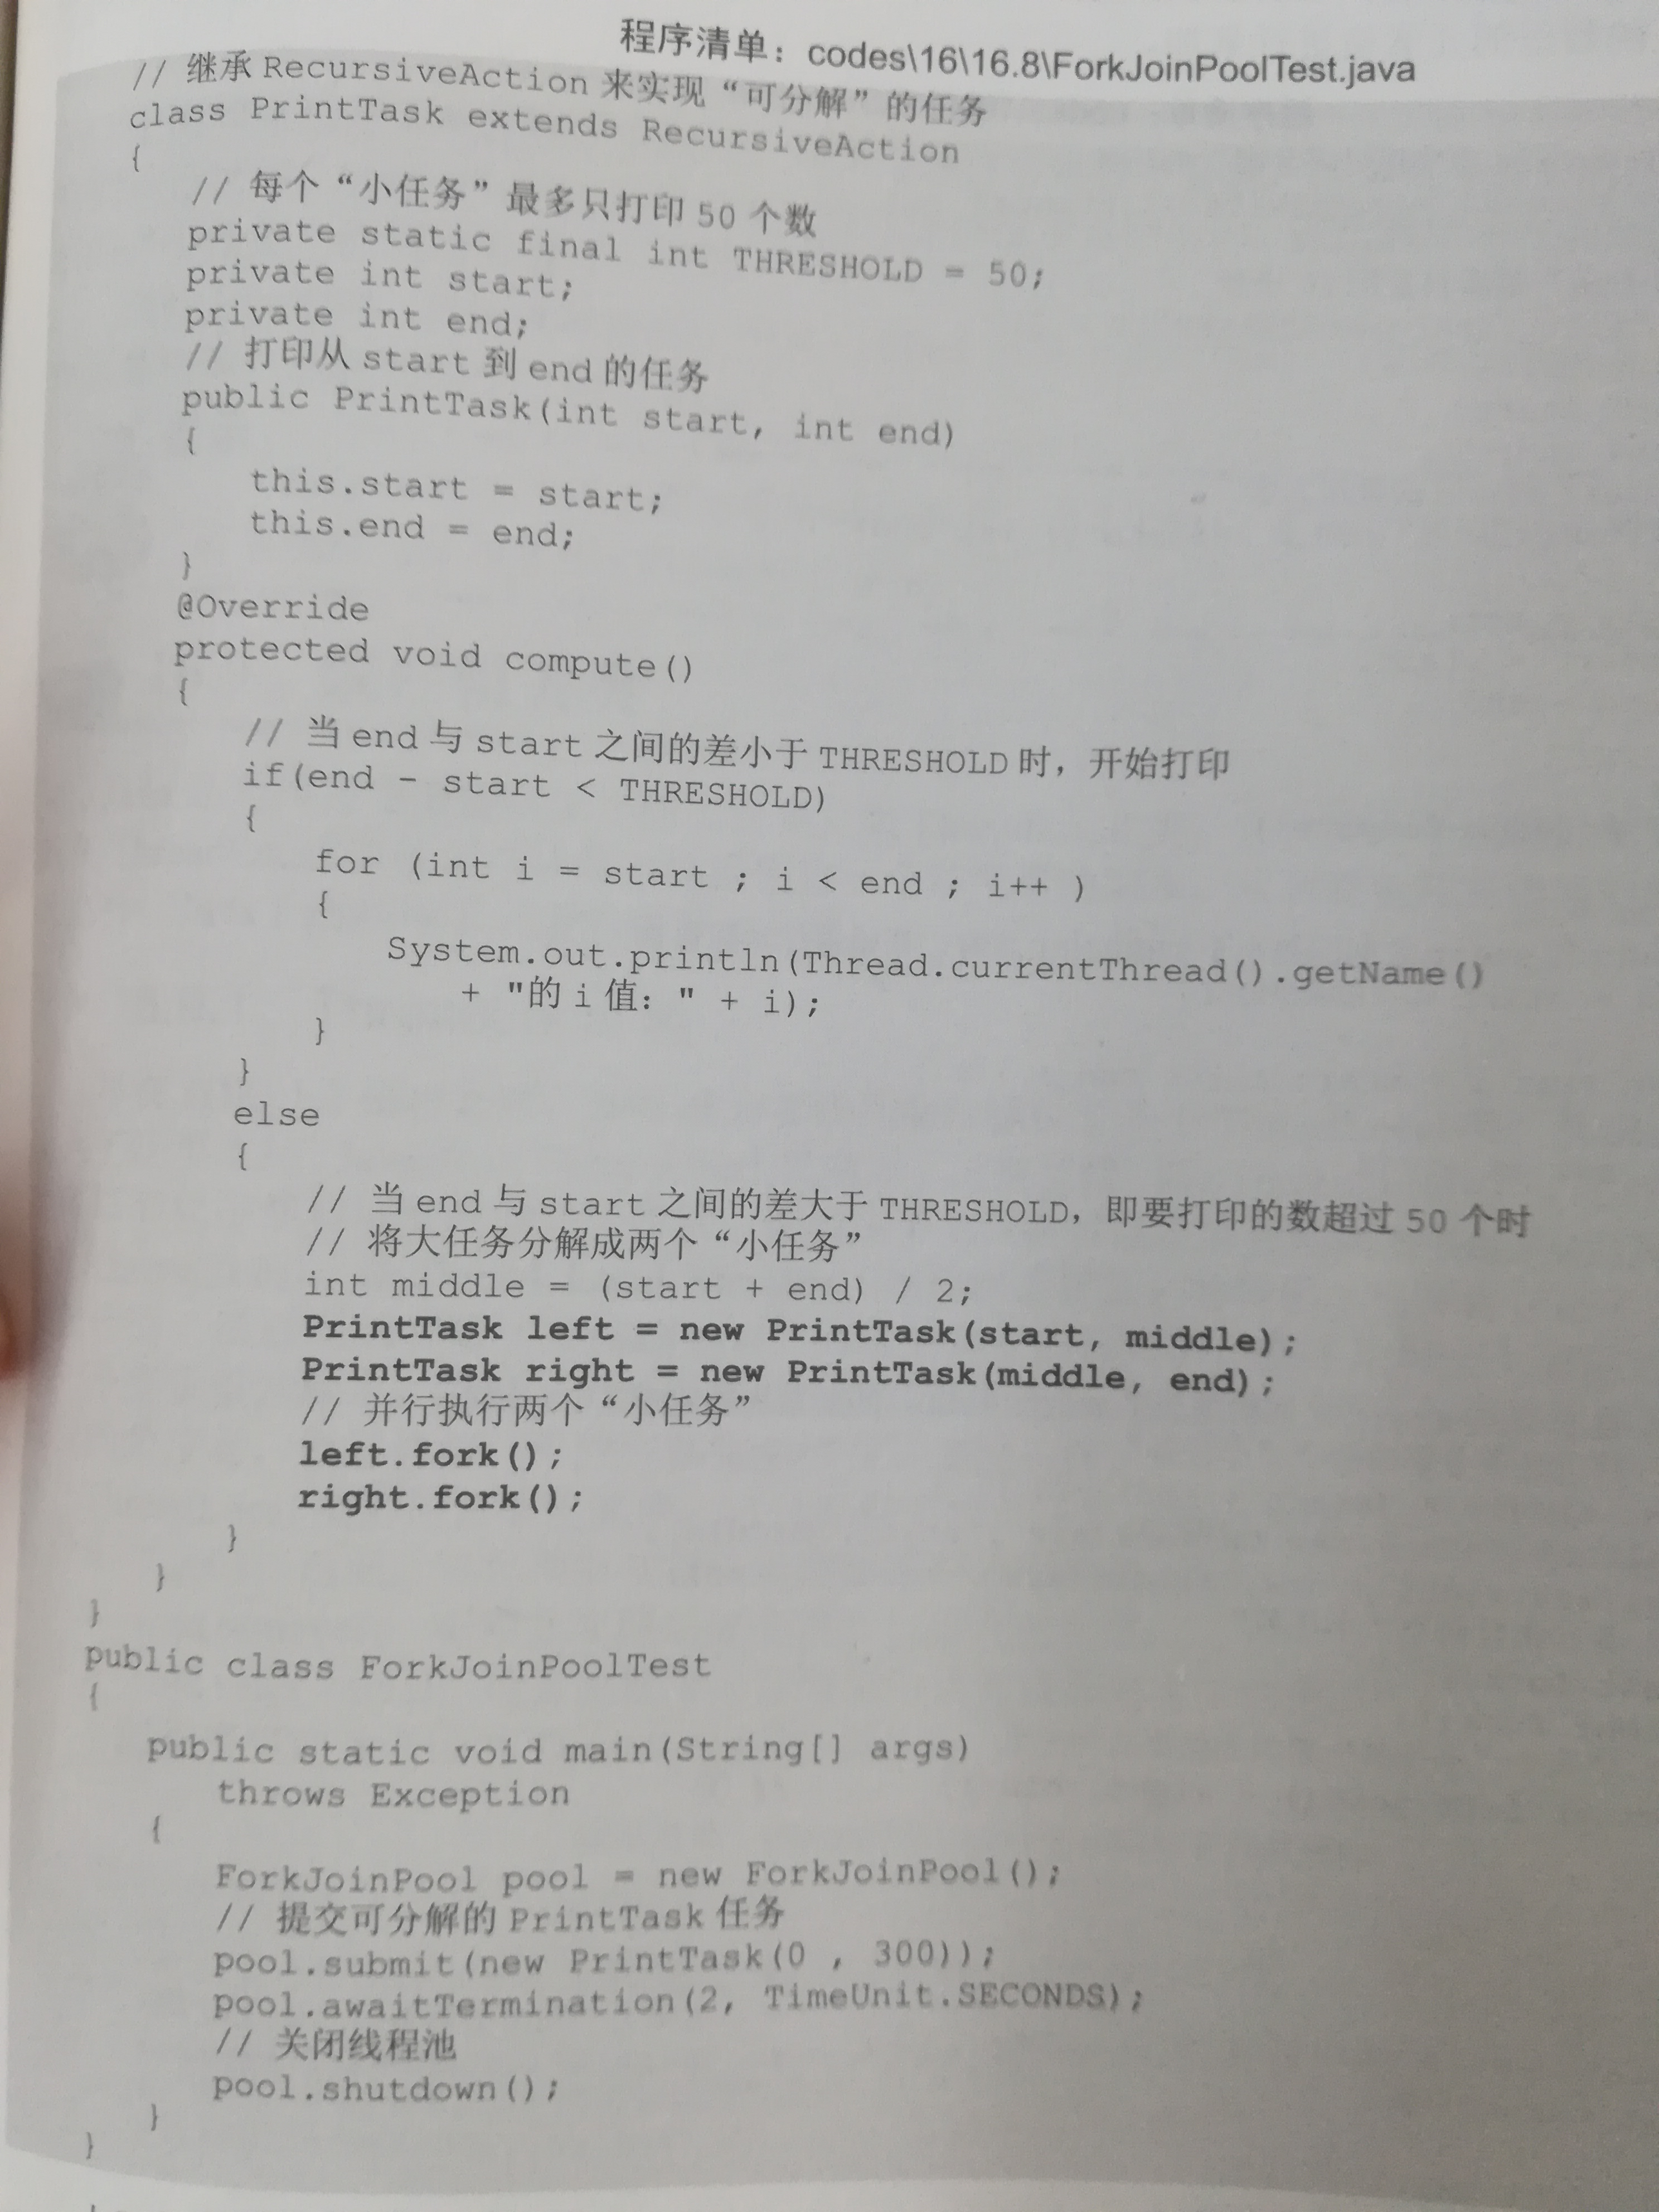 程序清单：codes\16\16.8\ForkJoinPoolTest.java
// 继承 RecursiveAction 来实现“可分解”的任务
class PrintTask extends RecursiveAction
{
// 每个“小任务”最多只打印 50 个数
private static final int THRESHOLD = 50;
private int start;
private int end;
// 打印从 start 到 end 的任务
public PrintTask(int start, int end)
{
this.start = start;
this.end = end;
}
@Override
protected void compute()
{
// 当 end 与 start 之间的差小于 THRESHOLD 时，开始打印
if(end - start < THRESHOLD)
{
for (int i = start ; i < end ; i++ )
{
System.out.println(Thread.currentThread().getName()
+ "的 i 值：" + i);
}
}
else
{
// 当 end 与 start 之间的差大于 THRESHOLD，即要打印的数超过 50 个时
// 将大任务分解成两个“小任务”
int middle = (start + end) / 2;
PrintTask left = new PrintTask(start, middle);
PrintTask right = new PrintTask(middle, end);
// 并行执行两个“小任务”
left.fork();
right.fork();
}
}
}
public class ForkJoinPoolTest
{
public static void main(String[] args)
throws Exception
{
ForkJoinPool pool = new ForkJoinPool();
// 提交可分解的 PrintTask 任务
pool.submit(new PrintTask(0 , 300));
pool.awaitTermination(2, TimeUnit.SECONDS);
// 关闭线程池
pool.shutdown();
}
}